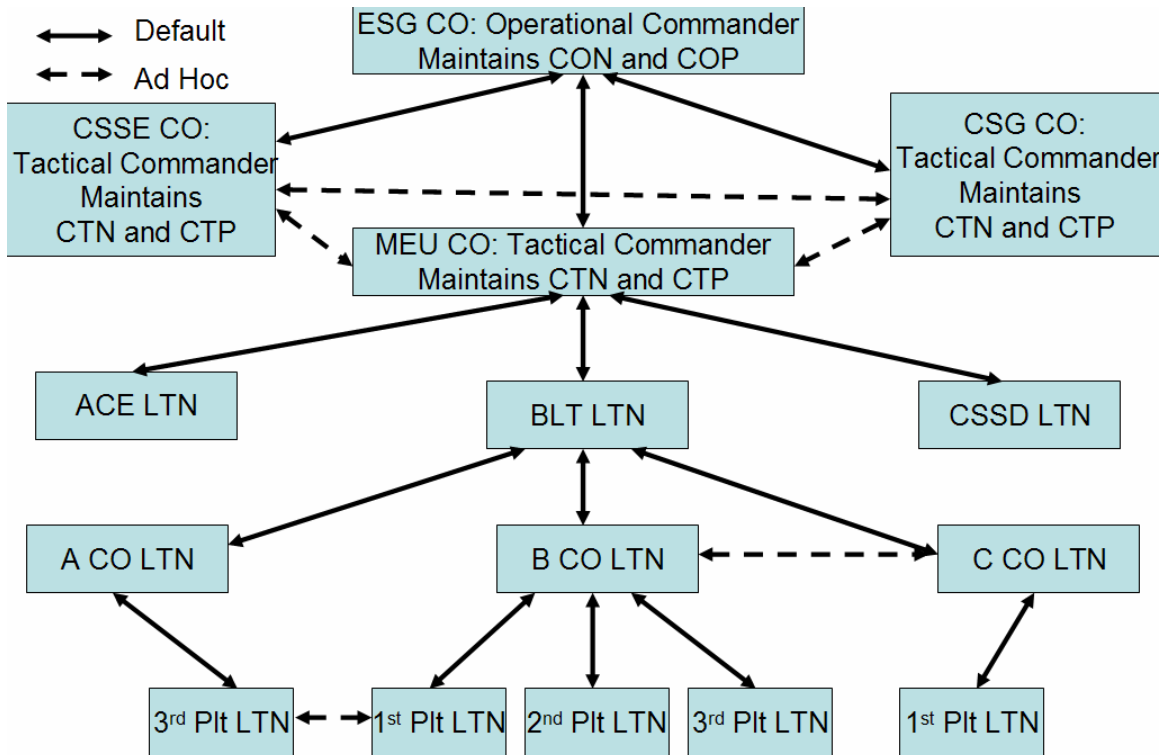 Default
Ad Hoc
ESG CO: Operational Commander
Maintains CON and COP
CSSE CO:
Tactical Commander
Maintains
CTN and CTP
CSG CO:
Tactical Commander
Maintains
CTN and CTP
MEU CO: Tactical Commander
Maintains CTN and CTP
ACE LTN
BLT LTN
CSSD LTN
A CO LTN
B CO LTN
C CO LTN
3rd Plt LTN
1st Plt LTN
2nd Plt LTN
3rd Plt LTN
1st Plt LTN